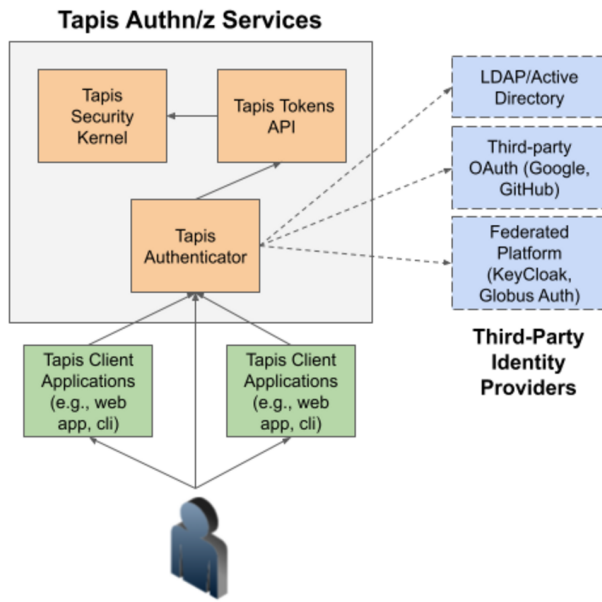 Tapis Authn/z Services
Tapis
Security
Kernel
Tapis Tokens
API
Tapis
Authenticator
LDAP/Active
Directory
Third-party
OAuth (Google,
GitHub)
Federated
Platform
(KeyCloak,
Globus Auth)
Third-Party
Identity
Providers
Tapis Client
Applications
(e.g., web
app, cli)
Tapis Client
Applications
(e.g., web
app, cli)